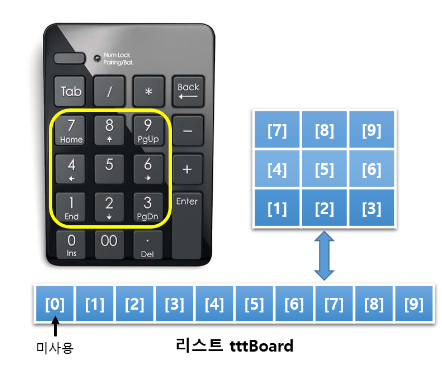 Num Lock
Pairing/Bat.
Tab / * Back
←
7 8 9 −
Home ↑ PgUp
4 5 6 +
← →
1 2 3 Enter
End ↓ PgDn
0 00 .
Ins Del
[7] [8] [9]
[4] [5] [6]
[1] [2] [3]
[0] [1] [2] [3] [4] [5] [6] [7] [8] [9]
미사용
리스트 tttBoard